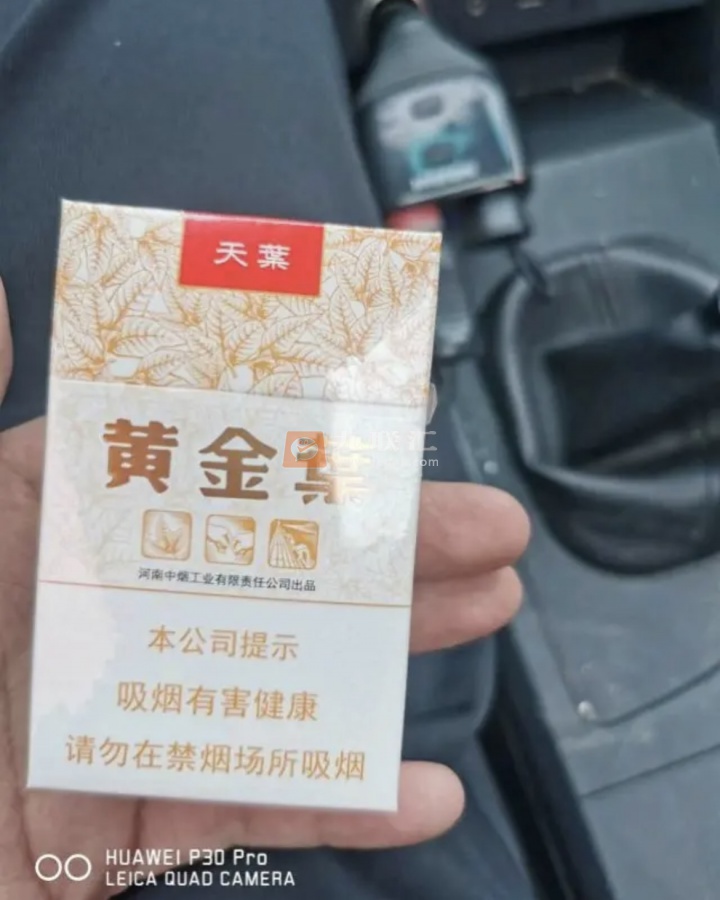 天葉
黄金葉
河南中烟工业有限责任公司出品
本公司提示
吸烟有害健康
请勿在禁烟场所吸烟
HUAWEI P30 Pro
LEICA QUAD CAMERA